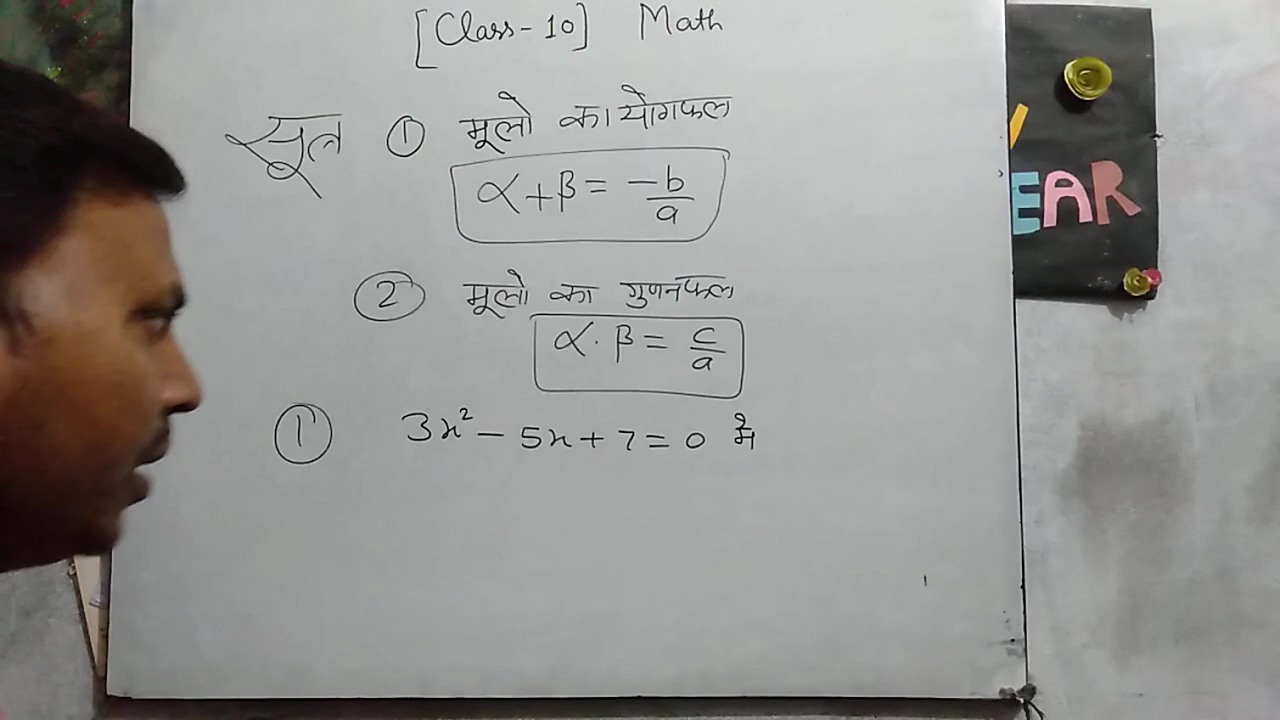 [Class-10] Math
सूत्र ① मूलो का योगफल
α+β = -b/a
② मूलो का गुणनफल
α.β = c/a
① 3x² - 5x + 7 = 0 में
EAR